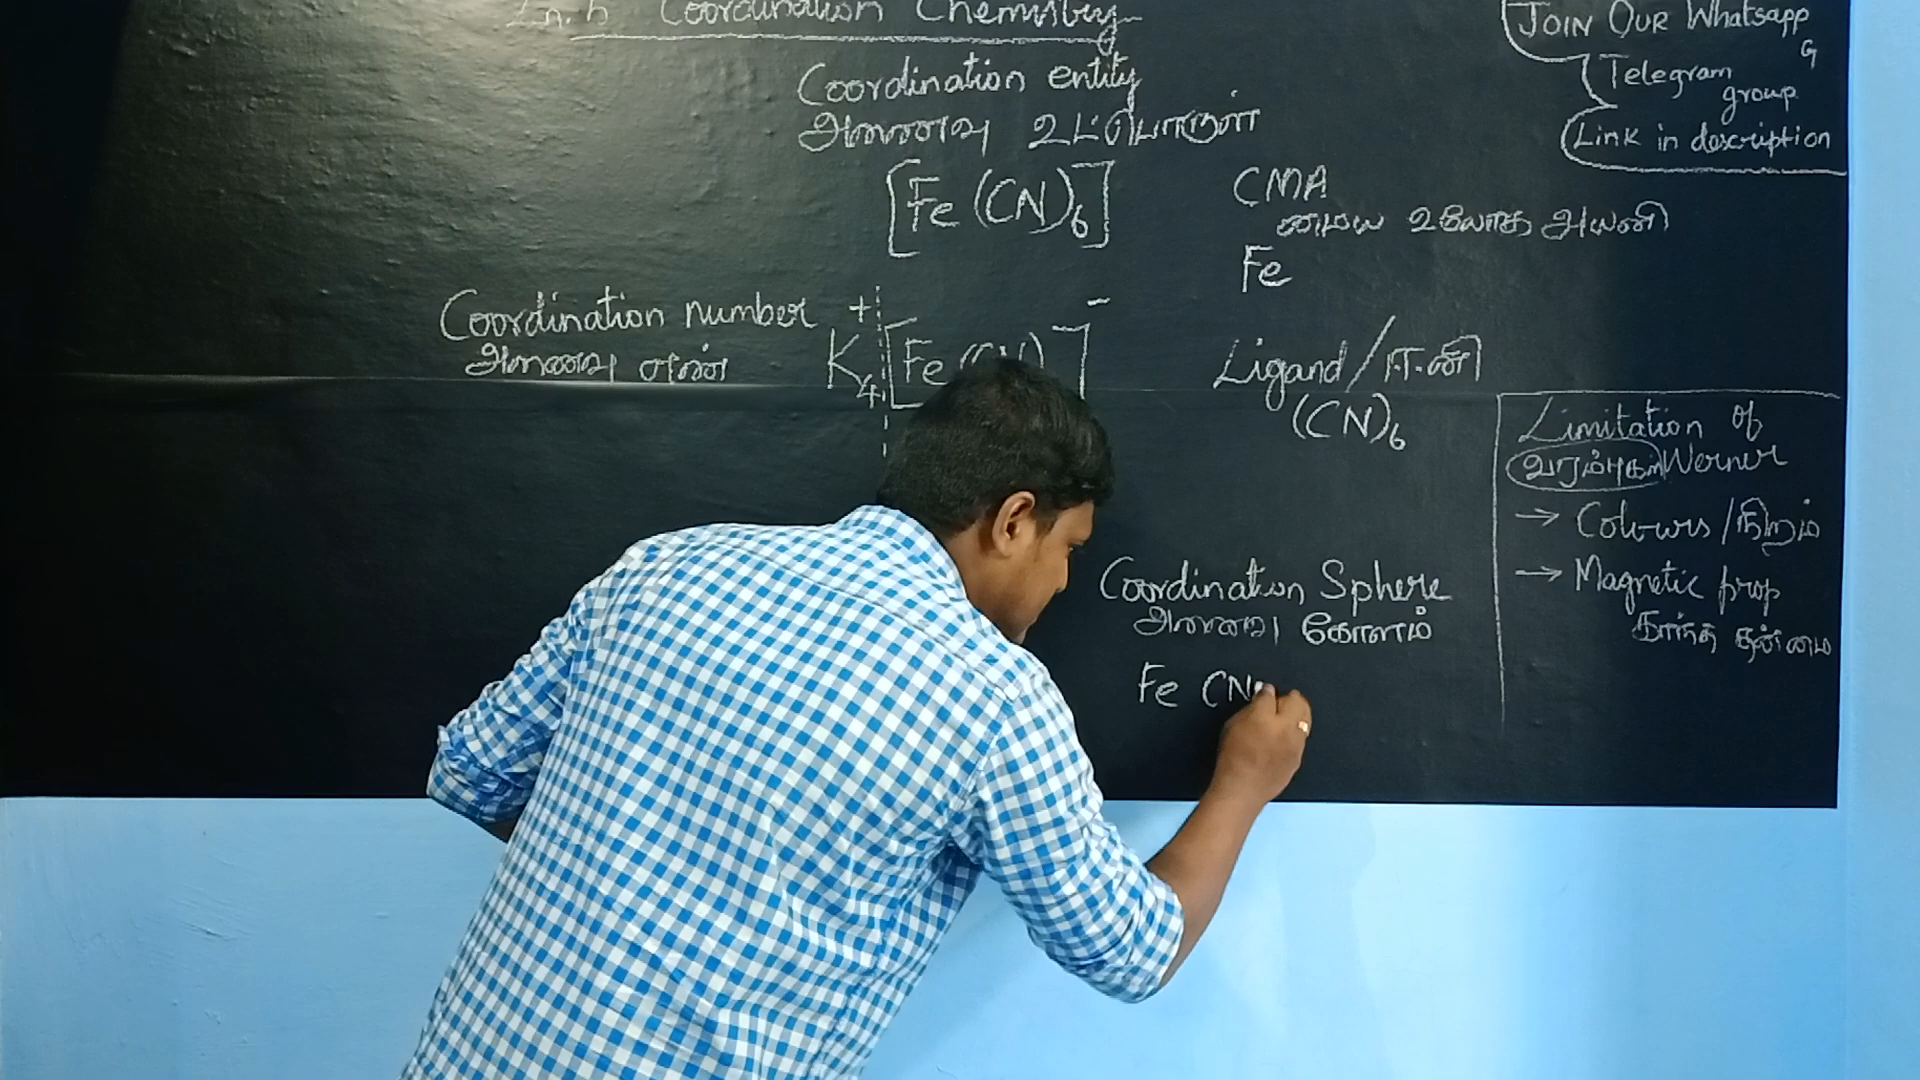 Coordination Chemistry
Coordination entity
அணைவு உட்பொருள்
[Fe (CN)6]
CMA
மைய உலோக அயனி
Fe
Coordination number
அணைவு எண்
+ -
K4 [Fe (CN)]
Ligand / ஈனி
(CN)6
Coordination Sphere
அணைவு கோளம்
Fe CN
JOIN OUR Whatsapp
G
Telegram
group
Link in description
Limitation of
வரம்புகள் Werner
→ Colours / நிறம்
→ Magnetic prop
காந்த தன்மை